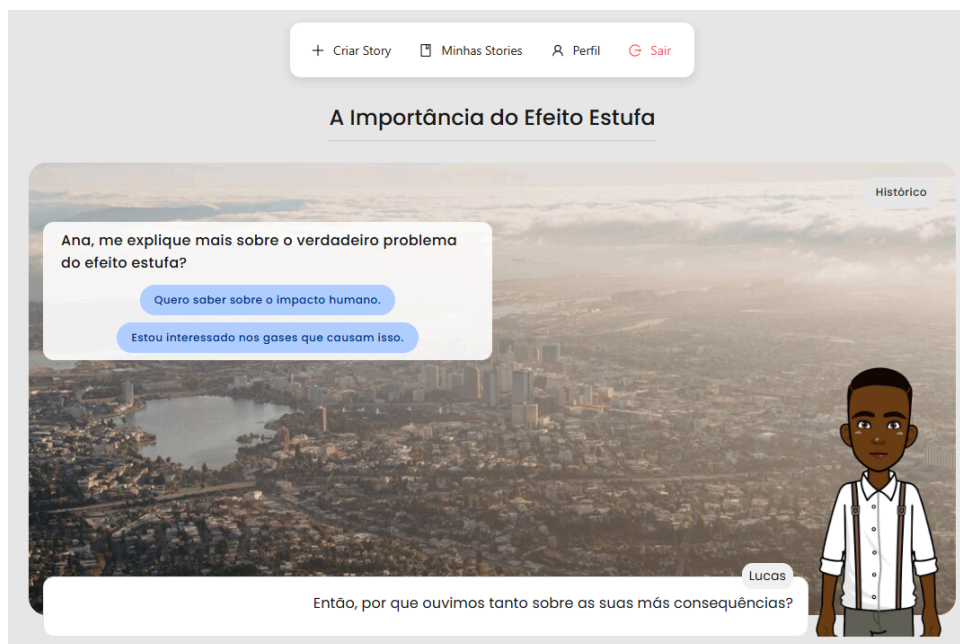 Criar Story
Minhas Stories
Perfil
Sair
A Importância do Efeito Estufa
Histórico
Ana, me explique mais sobre o verdadeiro problema
do efeito estufa?
Quero saber sobre o impacto humano.
Estou interessado nos gases que causam isso.
Lucas
Então, por que ouvimos tanto sobre as suas más consequências?